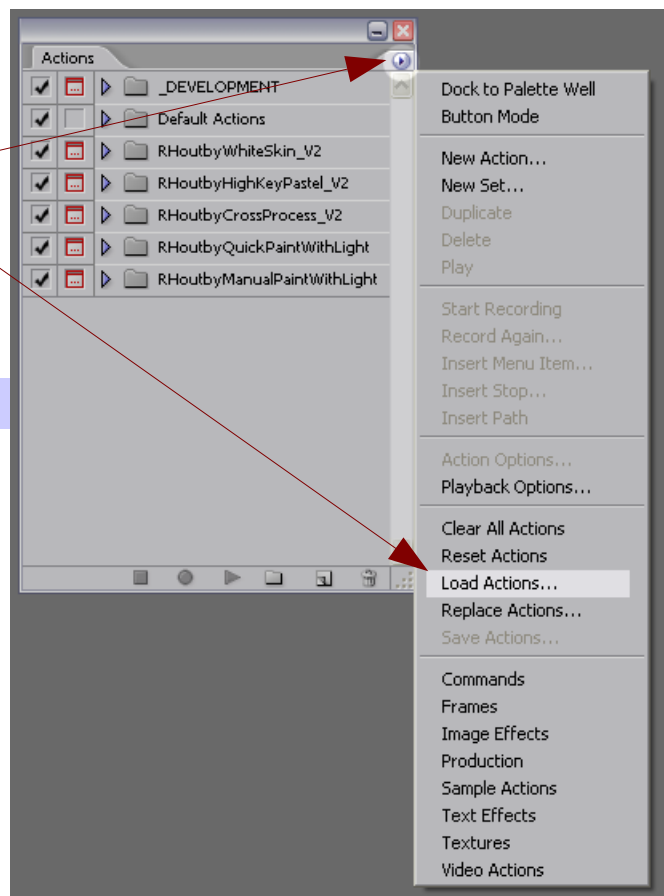 Actions
_DEVELOPMENT
Default Actions
RHoutbyWhiteSkin_V2
RHoutbyHighKeyPastel_V2
RHoutbyCrossProcess_V2
RHoutbyQuickPaintWithLight
RHoutbyManualPaintWithLight
Dock to Palette Well
Button Mode
New Action...
New Set...
Duplicate
Delete
Play
Start Recording
Record Again...
Insert Menu Item...
Insert Stop...
Insert Path
Action Options...
Playback Options...
Clear All Actions
Reset Actions
Load Actions...
Replace Actions...
Save Actions...
Commands
Frames
Image Effects
Production
Sample Actions
Text Effects
Textures
Video Actions